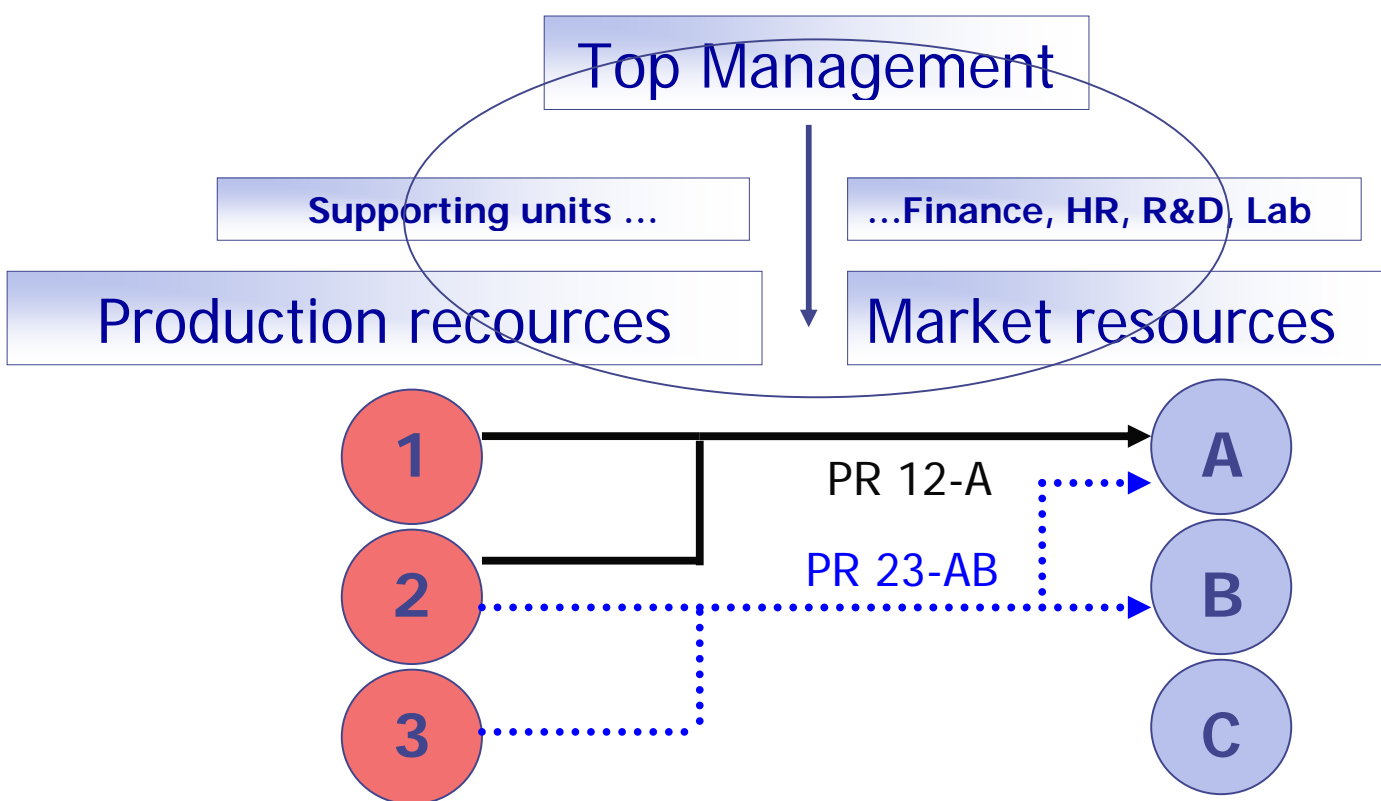 Top Management
Supporting units ...
...Finance, HR, R&D, Lab
Production recources
Market resources
1
A
PR 12-A
PR 23-AB
2
B
3
C